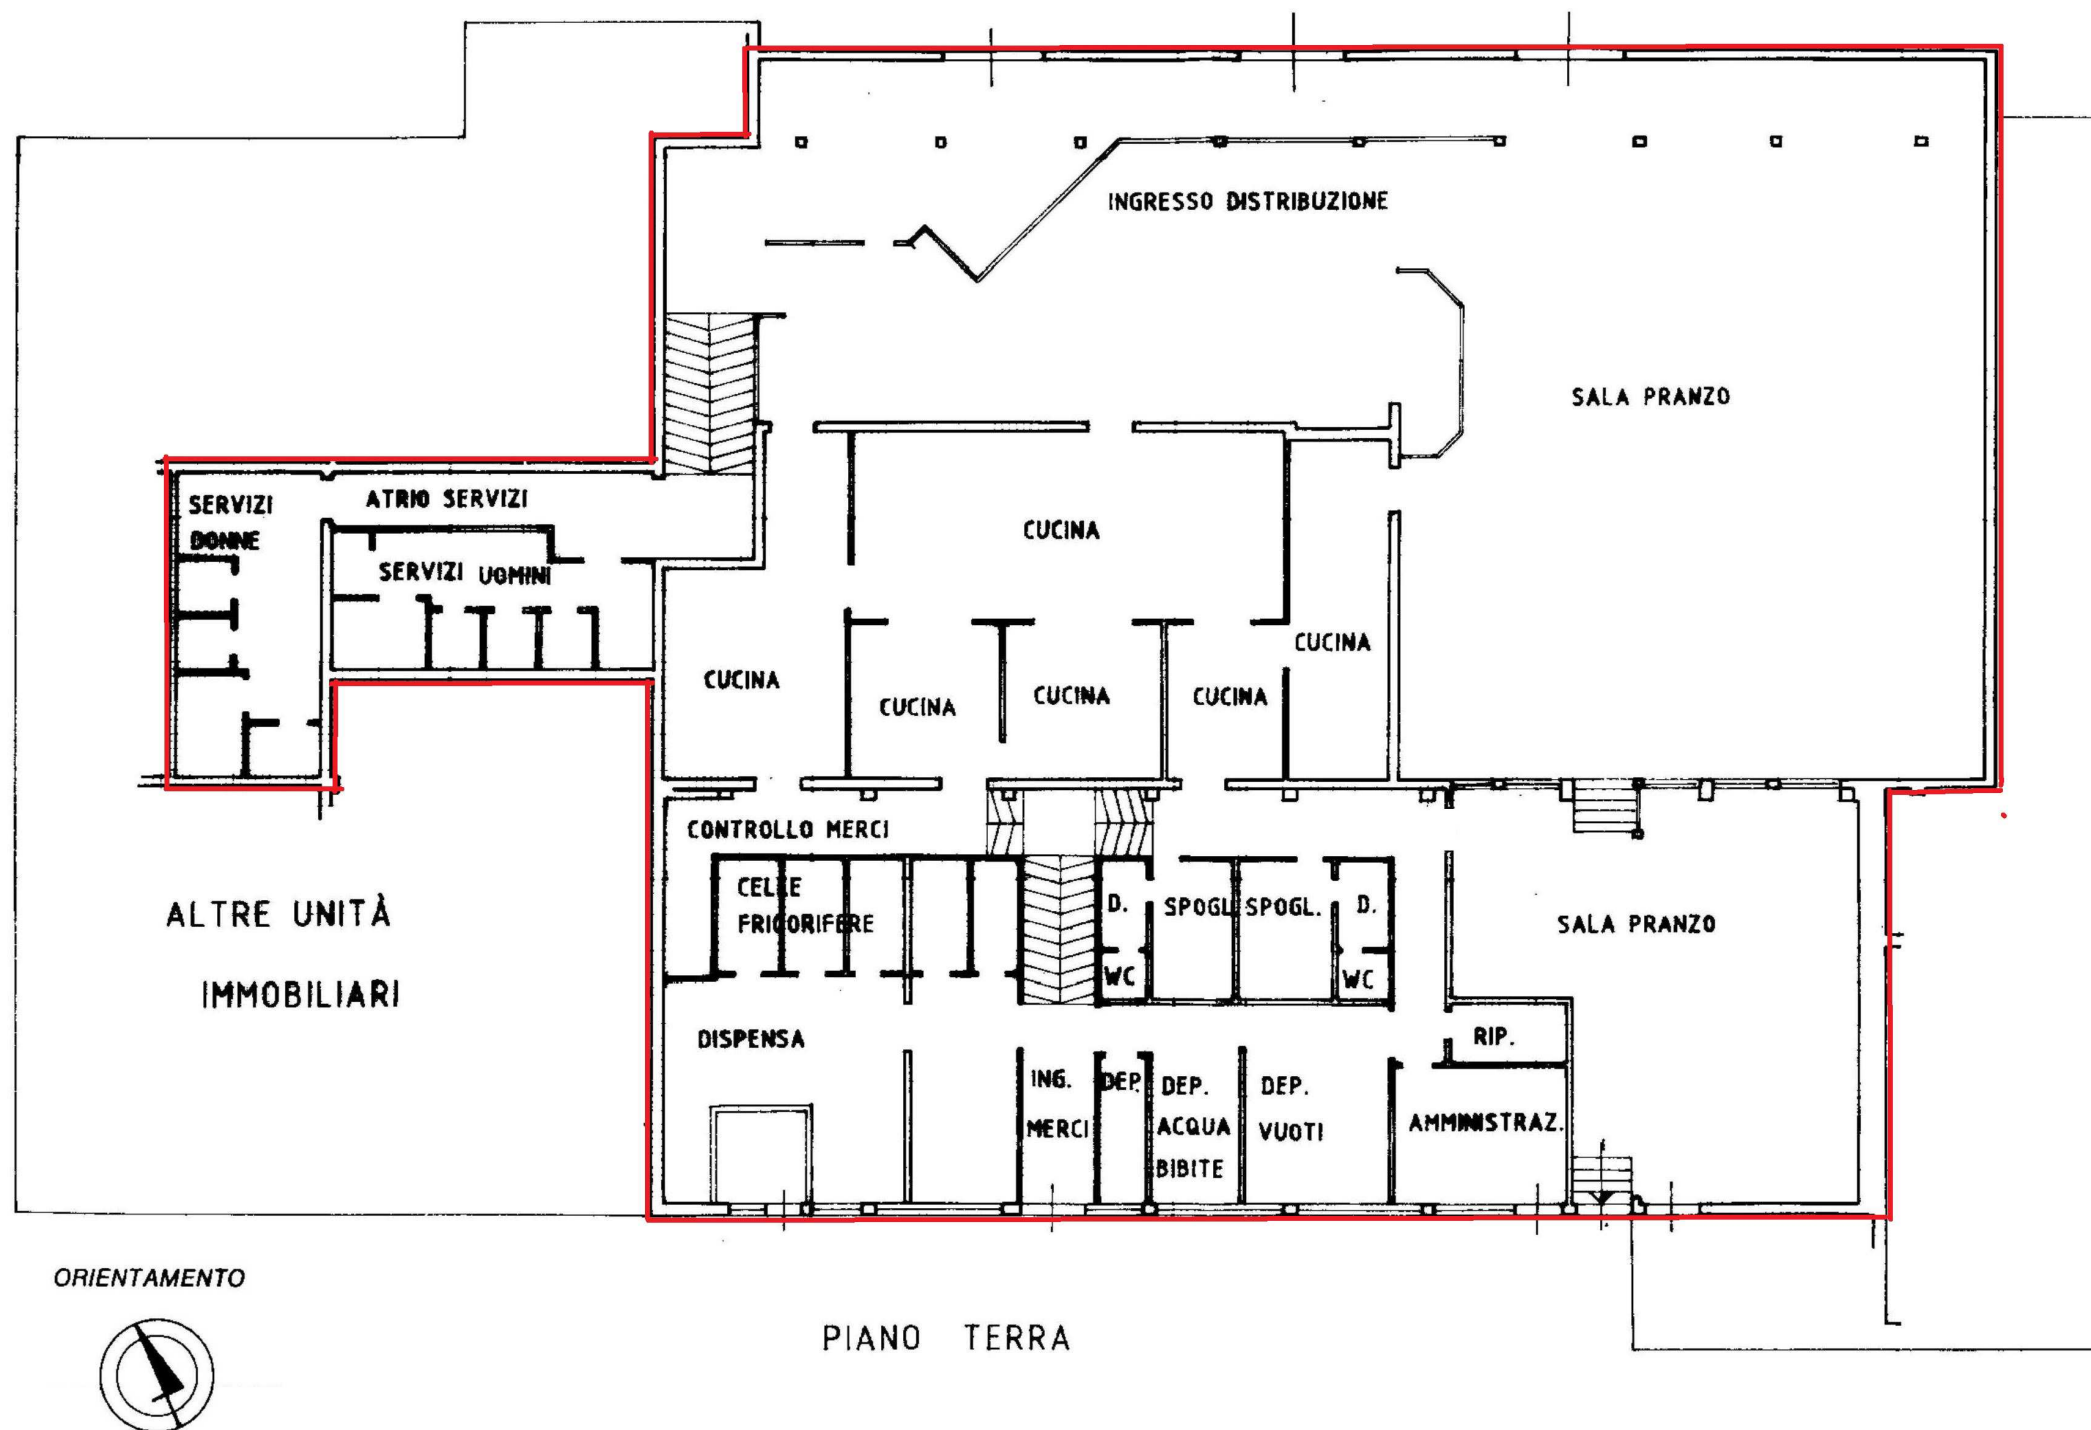 INGRESSO DISTRIBUZIONE
SALA PRANZO
SERVIZI
DONNE
ATRIO SERVIZI
SERVIZI UOMINI
CUCINA
CUCINA
CUCINA
CUCINA
CUCINA
CUCINA
CONTROLLO MERCI
CELLE
FRIGORIFERE
D.
SPOGL.
SPOGL.
D.
WC
WC
SALA PRANZO
ALTRE UNITÀ
IMMOBILIARI
DISPENSA
ING.
MERCI
DEP.
DEP.
ACQUA
BIBITE
DEP.
VUOTI
RIP.
AMMINISTRAZ.
ORIENTAMENTO
PIANO TERRA